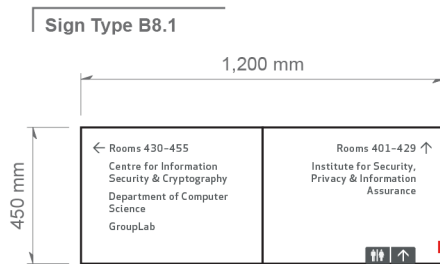 Sign Type B8.1
1,200 mm
450 mm
← Rooms 430–455
Centre for Information
Security & Cryptography
Department of Computer
Science
GroupLab
Rooms 401–429 ↑
Institute for Security,
Privacy & Information
Assurance